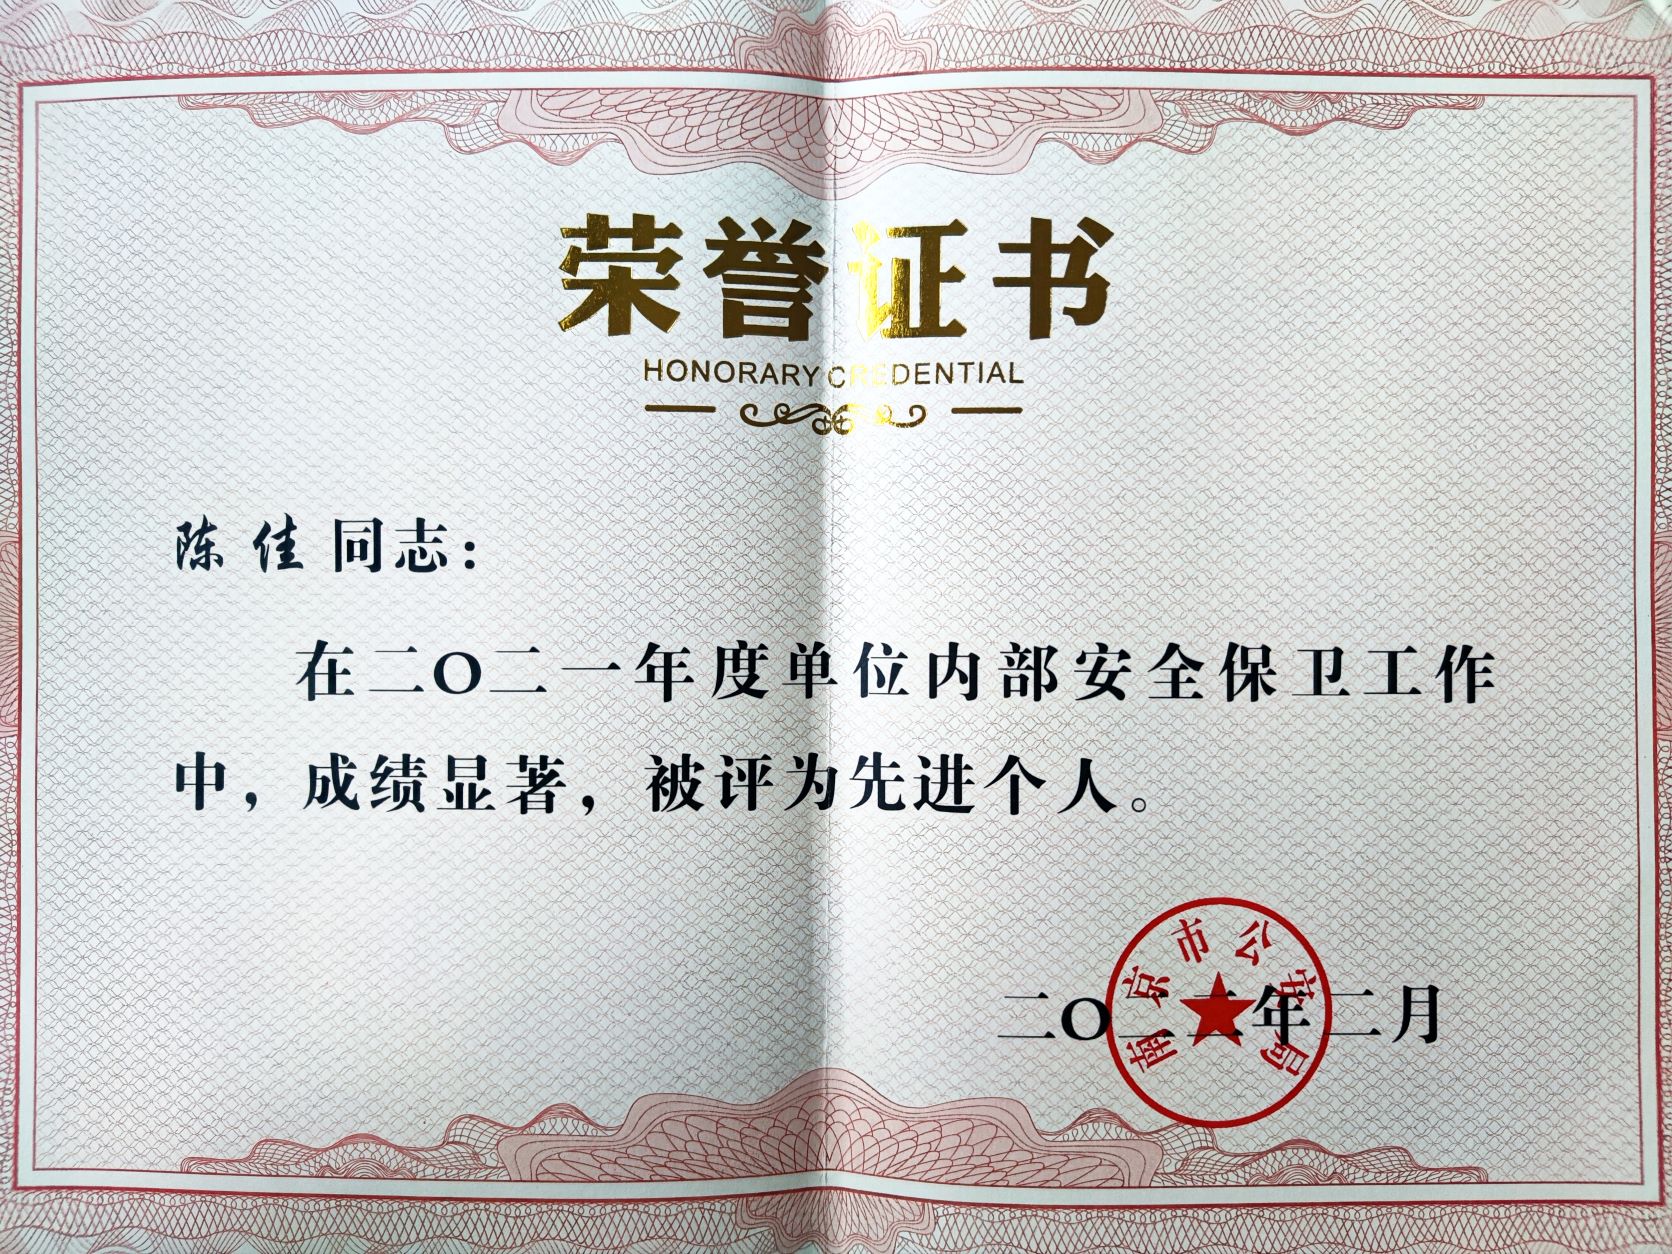 荣誉证书
HONORARY CREDENTIAL
陈佳同志：
在二〇二一年度单位内部安全保卫工作
中，成绩显著，被评为先进个人。
南京市公安局
二〇二二年二月